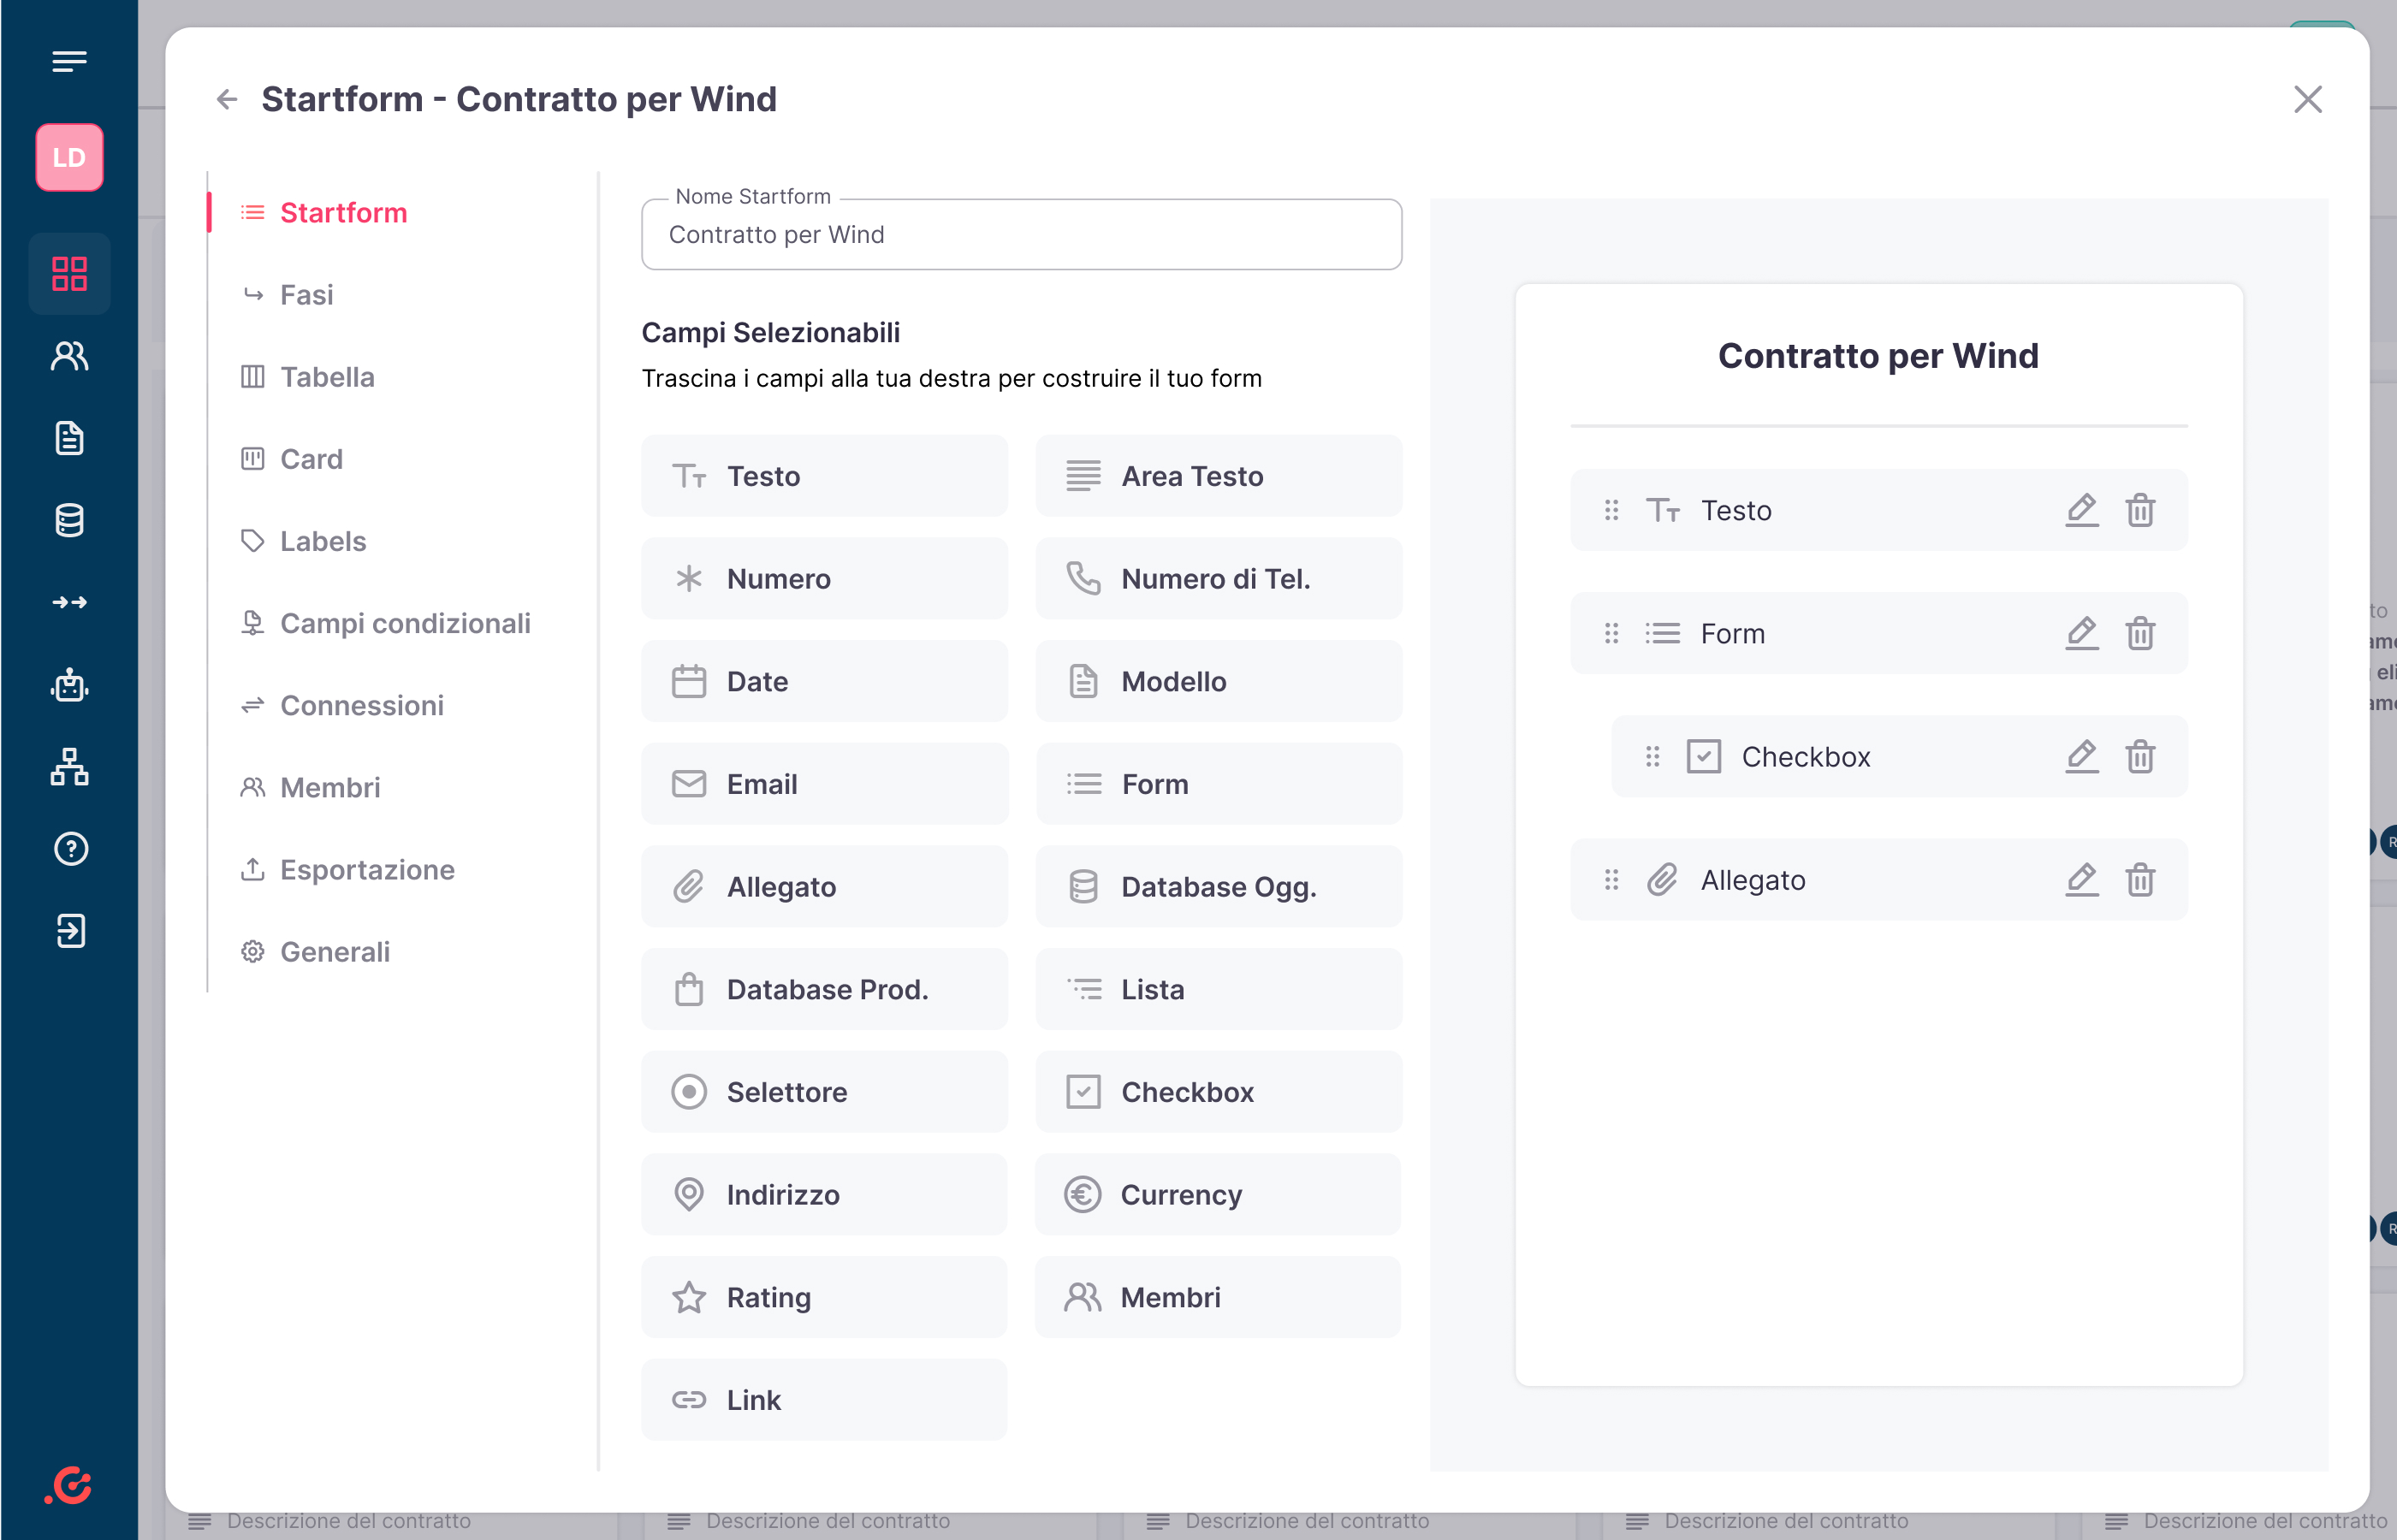 LD
Startform - Contratto per Wind
Startform
Fasi
Tabella
Card
Labels
Campi condizionali
Connessioni
Membri
Esportazione
Generali
Nome Startform
Contratto per Wind
Campi Selezionabili
Trascina i campi alla tua destra per costruire il tuo form
Testo
Area Testo
Numero
Numero di Tel.
Date
Modello
Email
Form
Allegato
Database Ogg.
Database Prod.
Lista
Selettore
Checkbox
Indirizzo
Currency
Rating
Membri
Link
Contratto per Wind
Testo
Form
Checkbox
Allegato
Descrizione del contratto
Descrizione del contratto
Descrizione del contratto
Descrizione del contratto
Descrizione del contratto